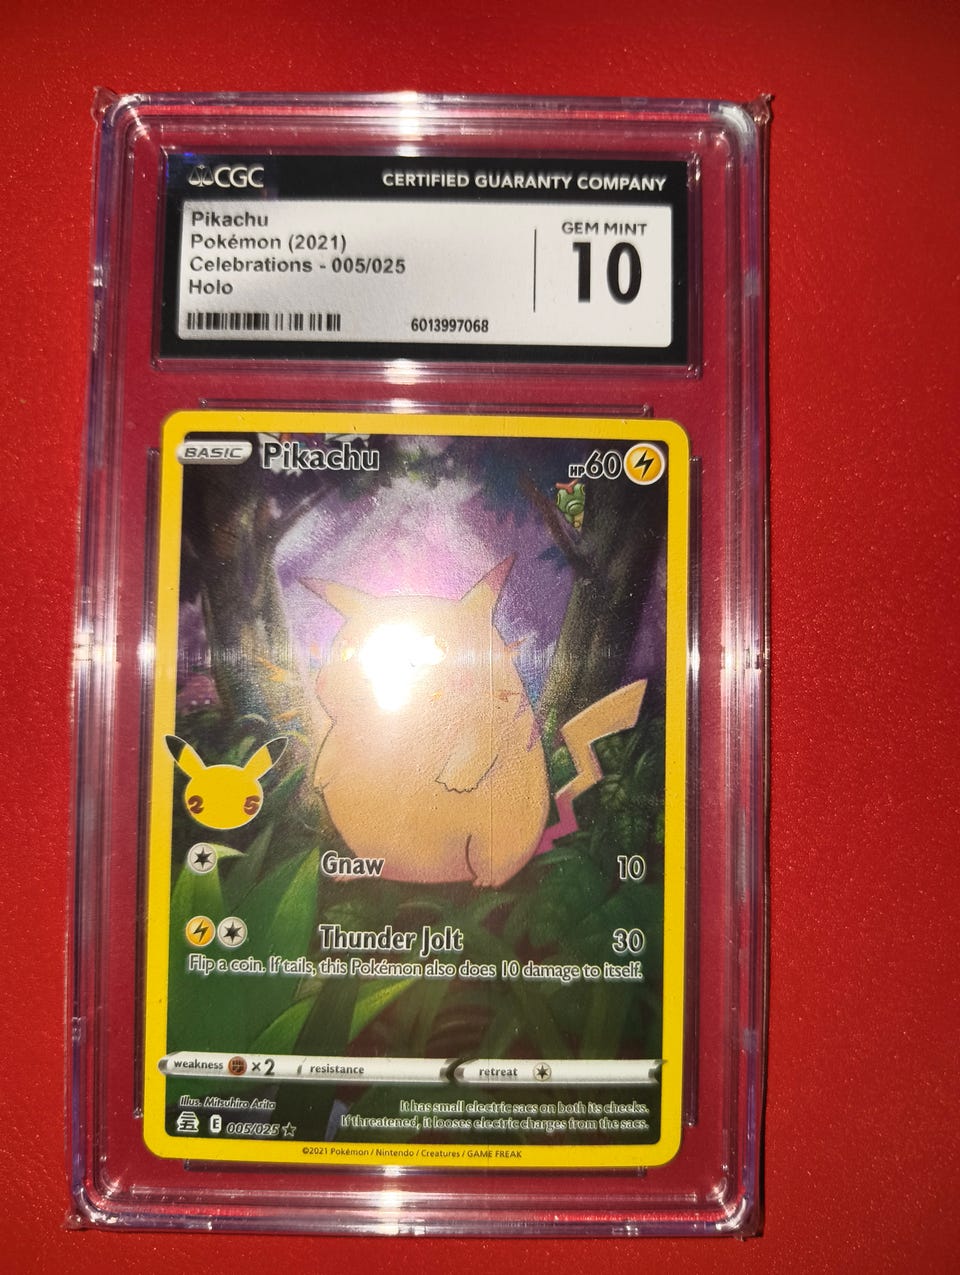 CGC CERTIFIED GUARANTY COMPANY
Pikachu
Pokémon (2021)
Celebrations - 005/025
Holo
GEM MINT
10
6013997068
BASIC Pikachu HP60
25
Gnaw 10
Thunder Jolt 30
Flip a coin. If tails, this Pokémon also does 10 damage to itself.
weakness ×2 resistance retreat
Illus. Mitsuhiro Arita
E 005/025
It has small electric sacs on both its cheeks.
If threatened, it looses electric charges from the sacs.
©2021 Pokémon / Nintendo / Creatures / GAME FREAK